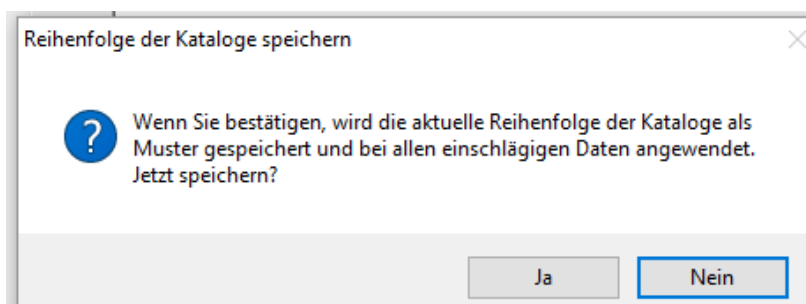 Reihenfolge der Kataloge speichern
Wenn Sie bestätigen, wird die aktuelle Reihenfolge der Kataloge als
Muster gespeichert und bei allen einschlägigen Daten angewendet.
Jetzt speichern?
Ja
Nein